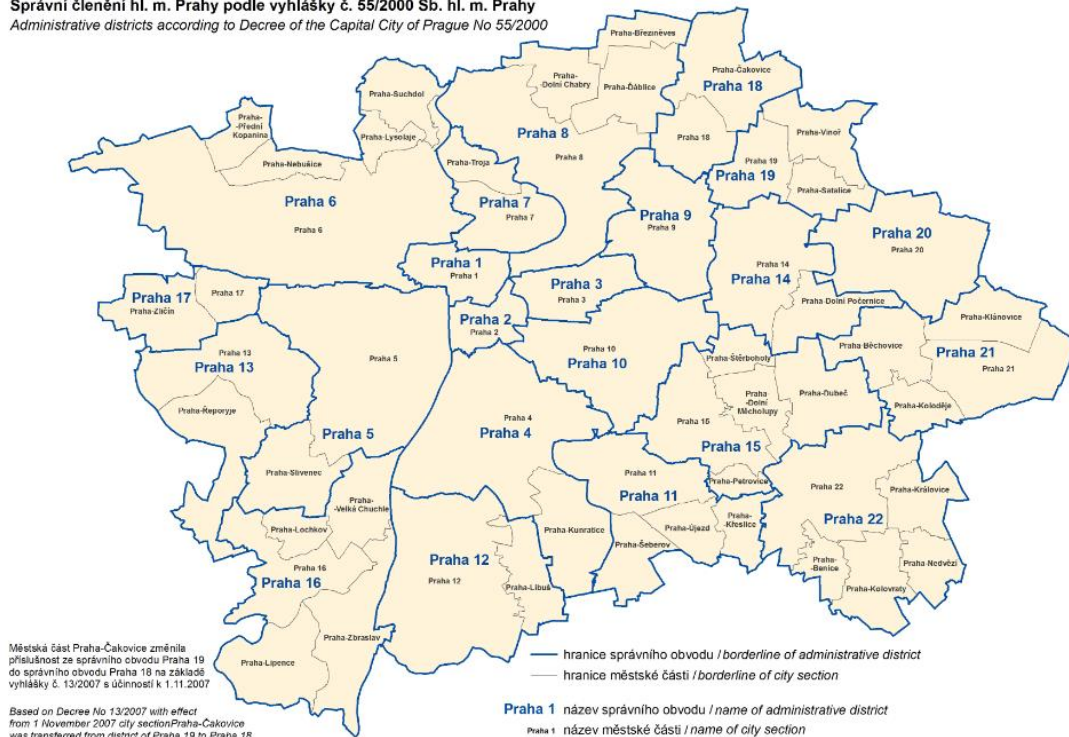 Správní členění hl. m. Prahy podle vyhlášky č. 55/2000 Sb. hl. m. Prahy
Administrative districts according to Decree of the Capital City of Prague No 55/2000
Praha-Březiněves
Praha-
-Dolní Chabry
Praha-Ďáblice
Praha-Čakovice
Praha 18
Praha 18
Praha-Suchdol
Praha-Lysolaje
Praha-
-Přední
Kopanina
Praha-Nebušice
Praha 6
Praha 6
Praha 8
Praha 8
Praha-Troja
Praha 7
Praha 7
Praha-Vinoř
Praha 19
Praha 19
Praha-Satalice
Praha 9
Praha 9
Praha 20
Praha 20
Praha 14
Praha 14
Praha Dolní Počernice
Praha 1
Praha 1
Praha 3
Praha 3
Praha 2
Praha 2
Praha 17
Praha 17
Praha-Zličín
Praha 13
Praha 13
Praha-Řeporyje
Praha 5
Praha 5
Praha-Slivenec
Praha 10
Praha 10
Praha-Štěrboholy
Praha
-Dolní
Měcholupy
Praha-Dubeč
Praha-Běchovice
Praha-Klánovice
Praha 21
Praha 21
Praha-Koloděje
Praha 4
Praha 4
Praha 15
Praha 15
Praha-Petrovice
Praha 11
Praha 11
Praha-Kunratice
Praha-Šeberov
Praha-Újezd
Praha-
-Křeslice
Praha 22
Praha 22
Praha-Královice
Praha-
-Benice
Praha-Kolovraty
Praha-Nedvězí
Praha-
-Velká Chuchle
Praha-Lochkov
Praha 16
Praha 16
Praha 12
Praha 12
Praha-Libuš
Praha-Zbraslav
Praha-Lipence
Městská část Praha-Čakovice změnila
příslušnost ze správního obvodu Praha 19
do správního obvodu Praha 18 na základě
vyhlášky č. 13/2007 s účinností k 1.11.2007
Based on Decree No 13/2007 with effect
from 1 November 2007 city sectionPraha-Čakovice
was transferred from district of Praha 19 to Praha 18
hranice správního obvodu / borderline of administrative district
hranice městské části / borderline of city section
Praha 1 název správního obvodu / name of administrative district
Praha 1 název městské části / name of city section